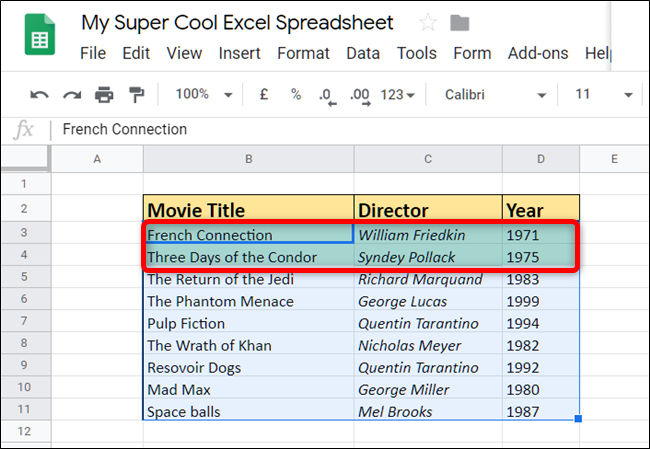 My Super Cool Excel Spreadsheet
File Edit View Insert Format Data Tools Form Add-ons Hel
100% £ % .0 .00 123 Calibri 11
fx French Connection
A B C D E
1
2 Movie Title Director Year
3 French Connection William Friedkin 1971
4 Three Days of the Condor Syndey Pollack 1975
5 The Return of the Jedi Richard Marquand 1983
6 The Phantom Menace George Lucas 1999
7 Pulp Fiction Quentin Tarantino 1994
8 The Wrath of Khan Nicholas Meyer 1982
9 Resovoir Dogs Quentin Tarantino 1992
10 Mad Max George Miller 1980
11 Space balls Mel Brooks 1987
12